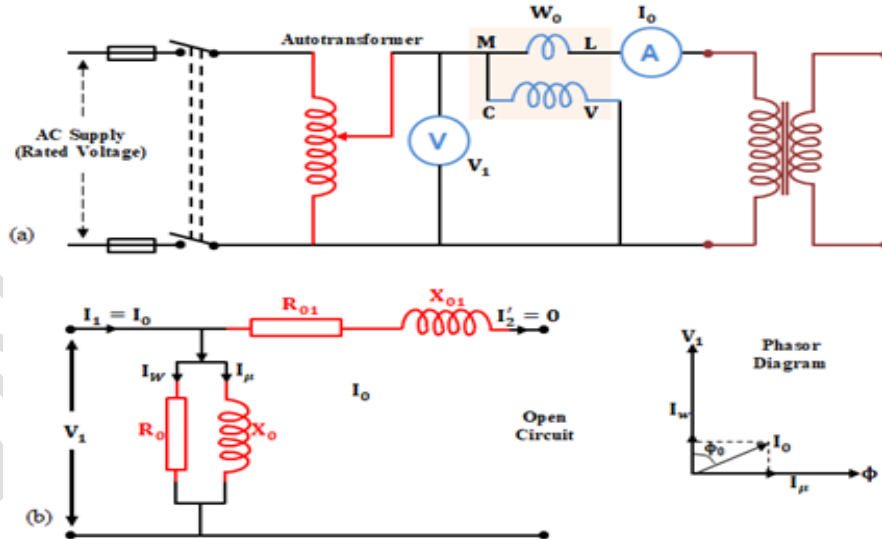 W₀
I₀
Autotransformer
M
L
A
AC Supply
(Rated Voltage)
C
V
V
V₁
(a)
I₁ = I₀
R₀₁
X₀₁
I₂′ = 0
V₁
Phasor
Diagram
I_W
I_μ
I₀
I_w
R₀
X₀
Open
Circuit
V₁
ϕ₀
I₀
I_μ
Φ
(b)